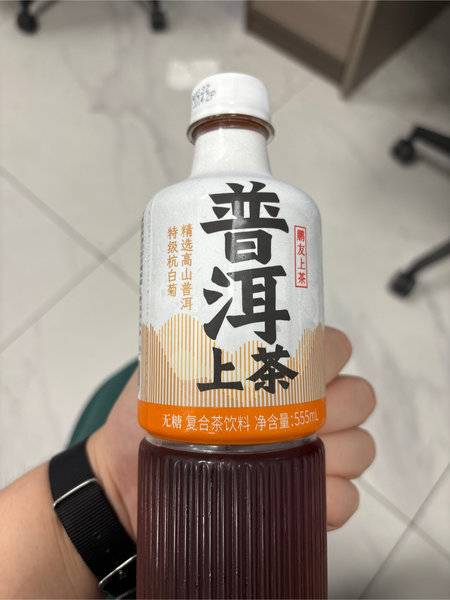 普洱
上茶
鹏友上茶
精选高山普洱
特级杭白菊
无糖 复合茶饮料 净含量:555mL